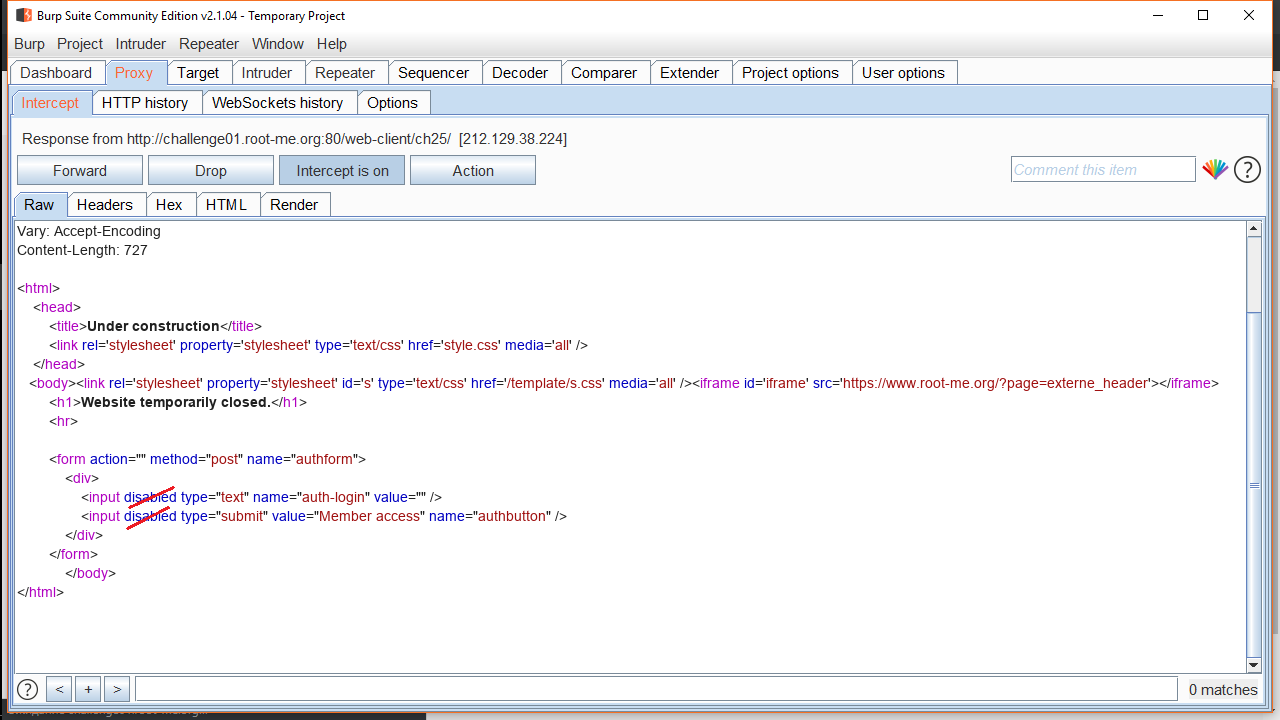 Burp Suite Community Edition v2.1.04 - Temporary Project
Burp Project Intruder Repeater Window Help
Dashboard Proxy Target Intruder Repeater Sequencer Decoder Comparer Extender Project options User options
Intercept HTTP history WebSockets history Options
Response from http://challenge01.root-me.org:80/web-client/ch25/ [212.129.38.224]
Forward Drop Intercept is on Action Comment this item ?
Raw Headers Hex HTML Render
Vary: Accept-Encoding
Content-Length: 727
<html>
<head>
<title>Under construction</title>
<link rel='stylesheet' property='stylesheet' type='text/css' href='style.css' media='all' />
</head>
<body><link rel='stylesheet' property='stylesheet' id='s' type='text/css' href='/template/s.css' media='all' /><iframe id='iframe' src='https://www.root-me.org/?page=externe_header'></iframe>
<h1>Website temporarily closed.</h1>
<hr>
<form action="" method="post" name="authform">
<div>
<input disabled type="text" name="auth-login" value="" />
<input disabled type="submit" value="Member access" name="authbutton" />
</div>
</form>
</body>
</html>
? < + > 0 matches